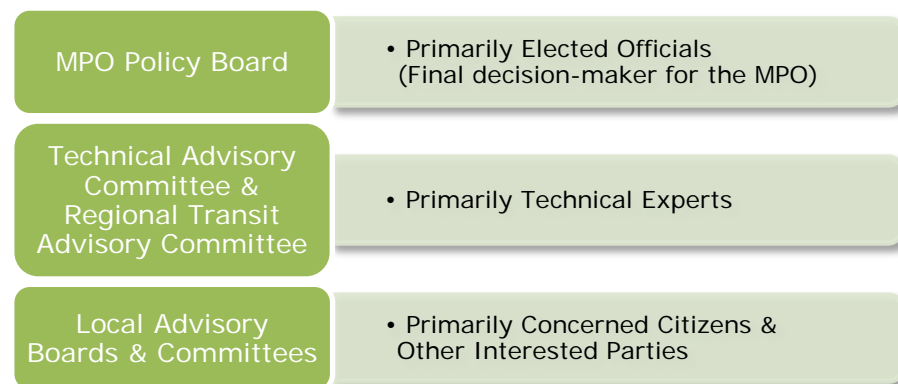 MPO Policy Board
• Primarily Elected Officials
(Final decision-maker for the MPO)
Technical Advisory
Committee &
Regional Transit
Advisory Committee
• Primarily Technical Experts
Local Advisory
Boards & Committees
• Primarily Concerned Citizens &
Other Interested Parties